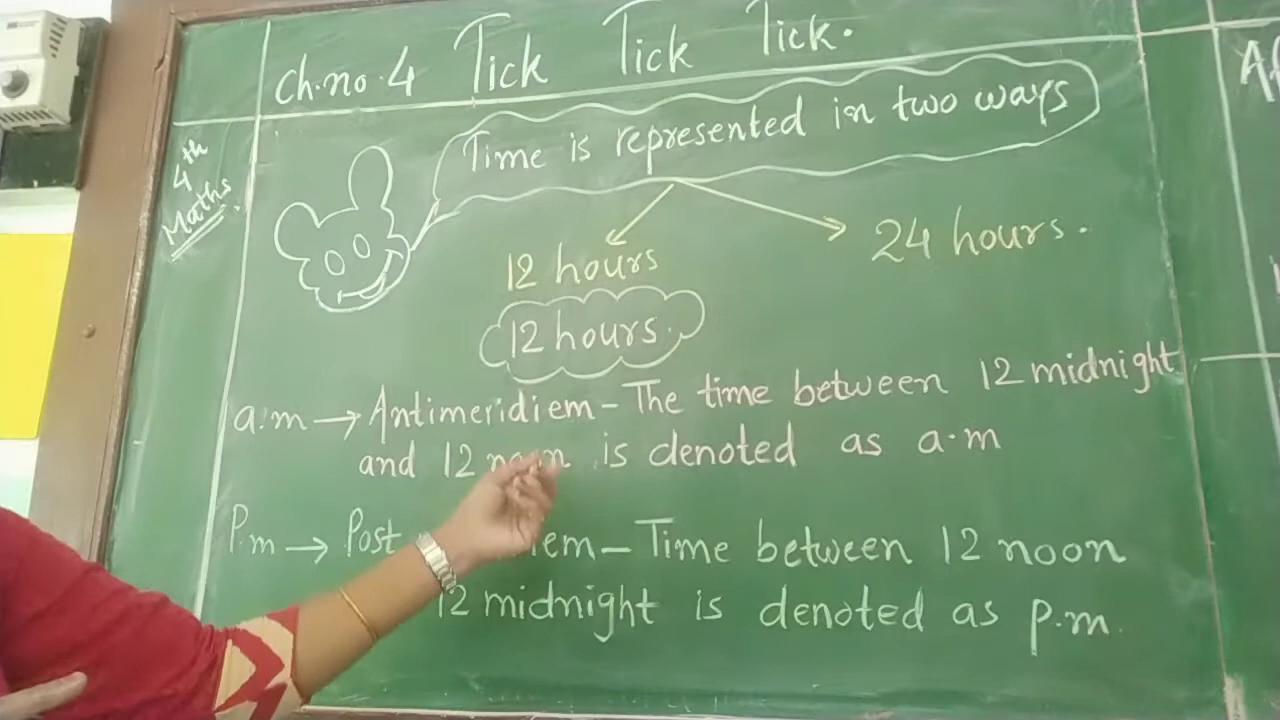 Ch.no.4 Tick Tick Tick.
4th
Maths
Time is represented in two ways
12 hours
24 hours.
12 hours.
a.m → Antimeridiem - The time between 12 midnight
and 12 noon is denoted as a.m
P.m → Post - Time between 12 noon
12 midnight is denoted as p.m.